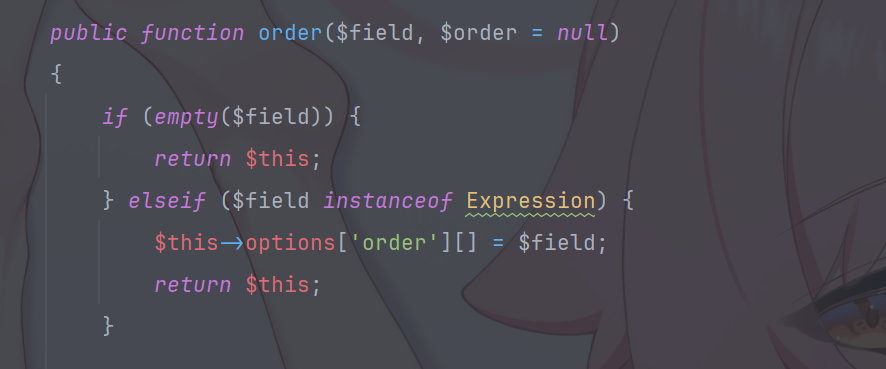 public function order($field, $order = null)
{
if (empty($field)) {
return $this;
} elseif ($field instanceof Expression) {
$this->options['order'][] = $field;
return $this;
}